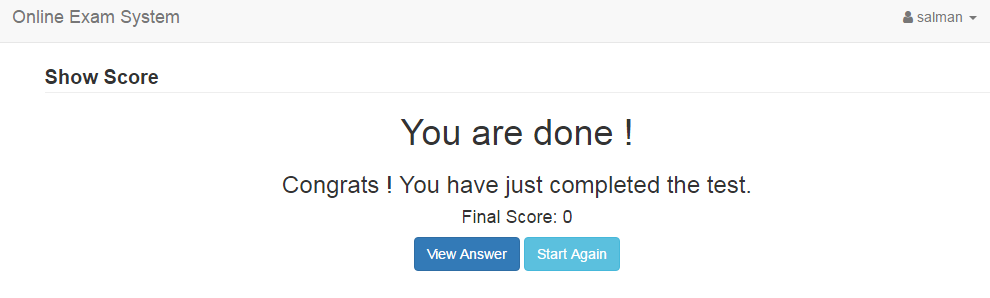 Online Exam System
salman
Show Score
You are done !
Congrats ! You have just completed the test.
Final Score: 0
View Answer
Start Again